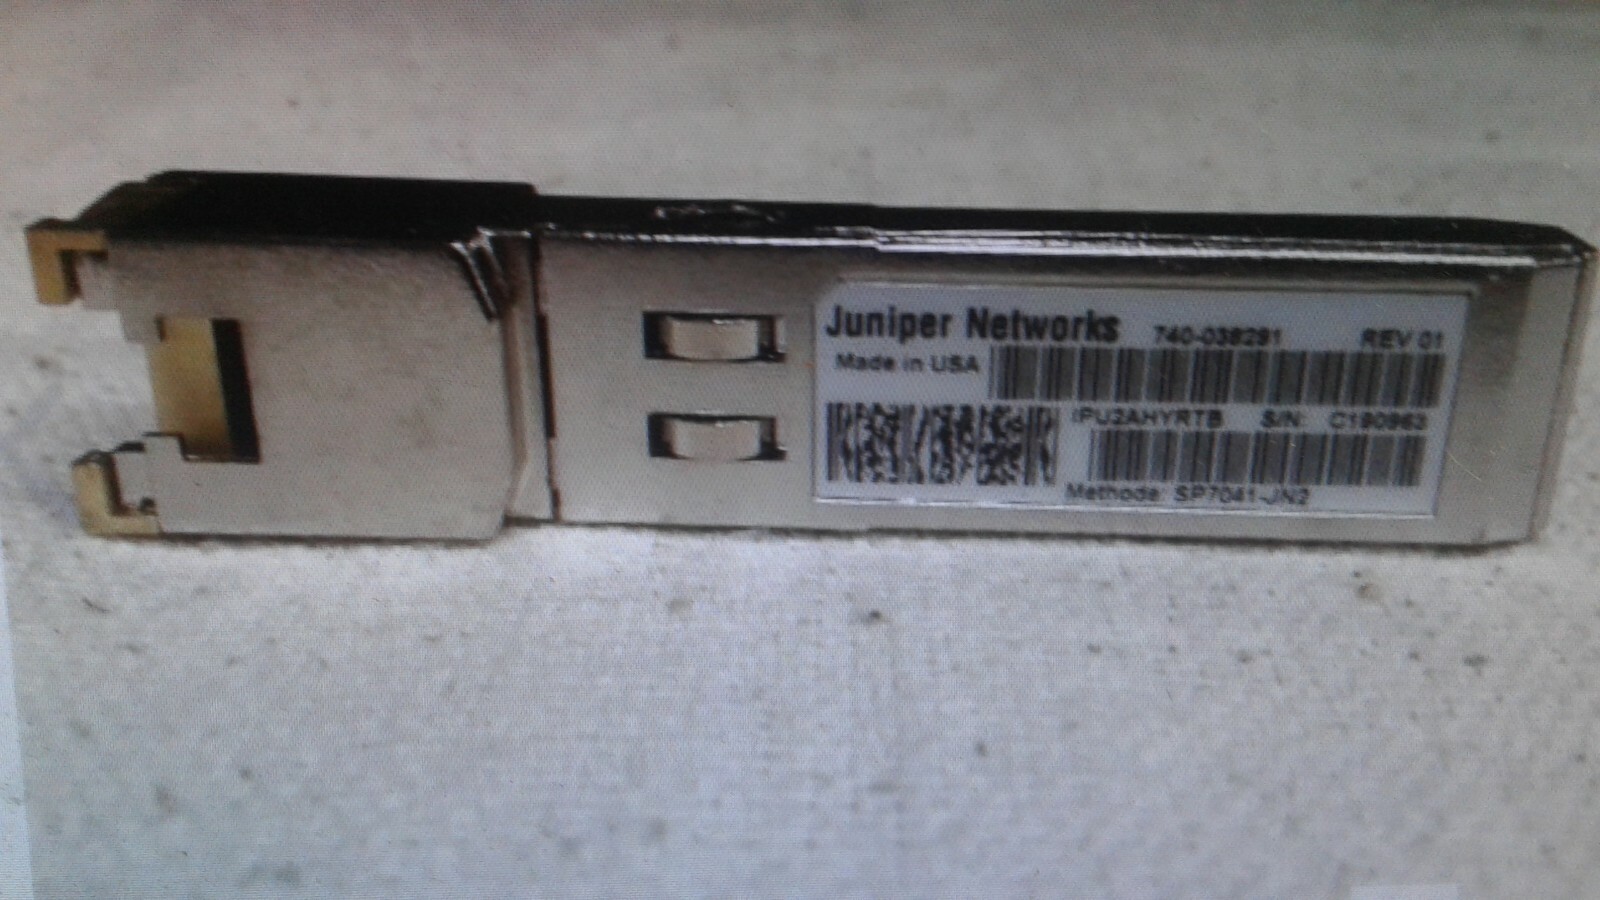 Juniper Networks 740-038291 REV 01
Made in USA
IPU2AHYRTB S/N: C190963
Methode: SP7041-JN2